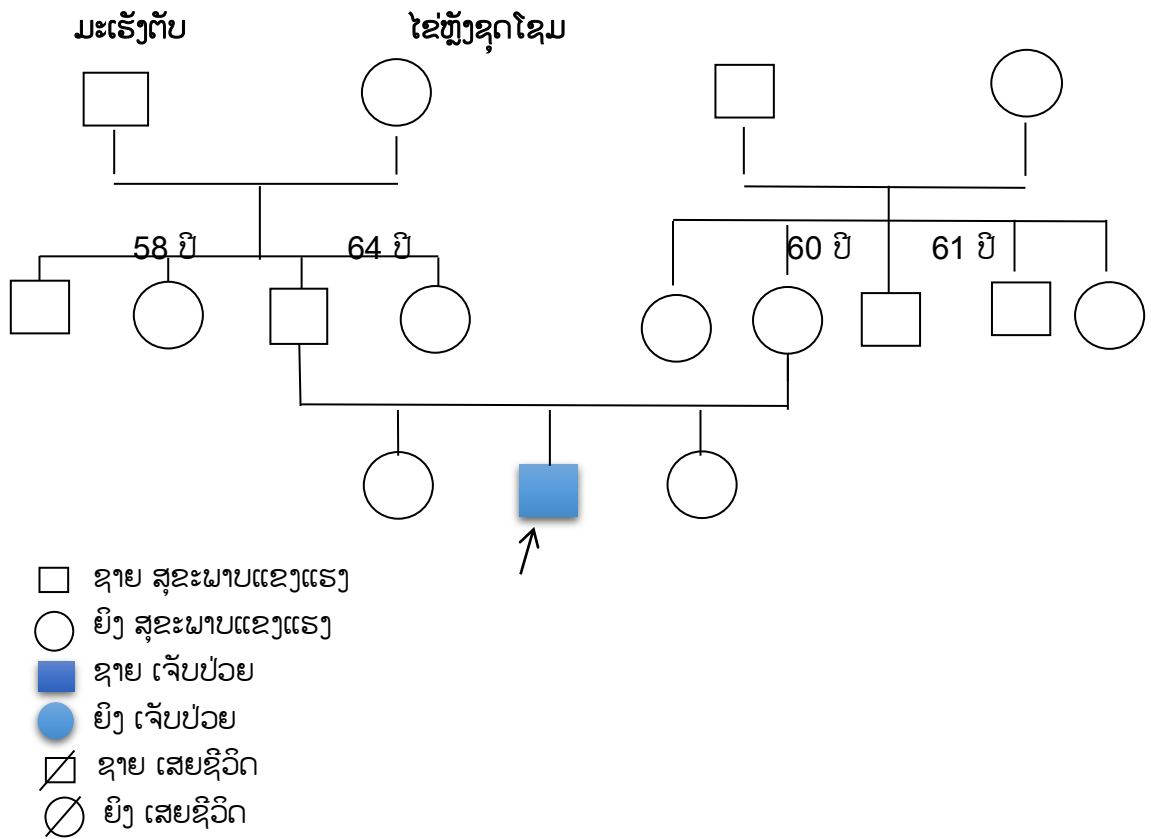 ມະເຮັງຕັບ ໄຂ່ຫຼັງຊຸດໂຊມ
58 ປີ 64 ປີ 60 ປີ 61 ປີ
ຊາຍ ສຸຂະພາບແຂງແຮງ
ຍິງ ສຸຂະພາບແຂງແຮງ
ຊາຍ ເຈັບປ່ວຍ
ຍິງ ເຈັບປ່ວຍ
ຊາຍ ເສຍຊີວິດ
ຍິງ ເສຍຊີວິດ